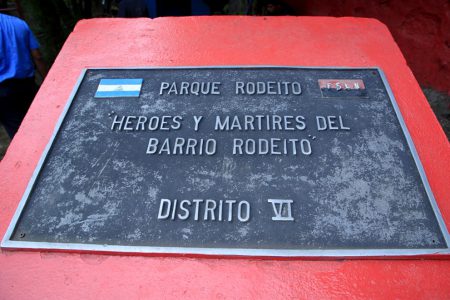 PARQUE RODEITO FSLN
"HEROES Y MARTIRES DEL
BARRIO RODEITO"
DISTRITO VI